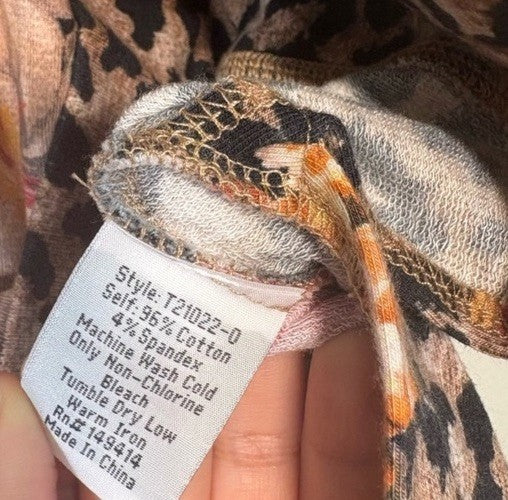 Style: T21022-0
Self: 96% Cotton
4% Spandex
Machine Wash Cold
Only Non-Chlorine
Bleach
Tumble Dry Low
Warm Iron
Rn# 149414
Made In China